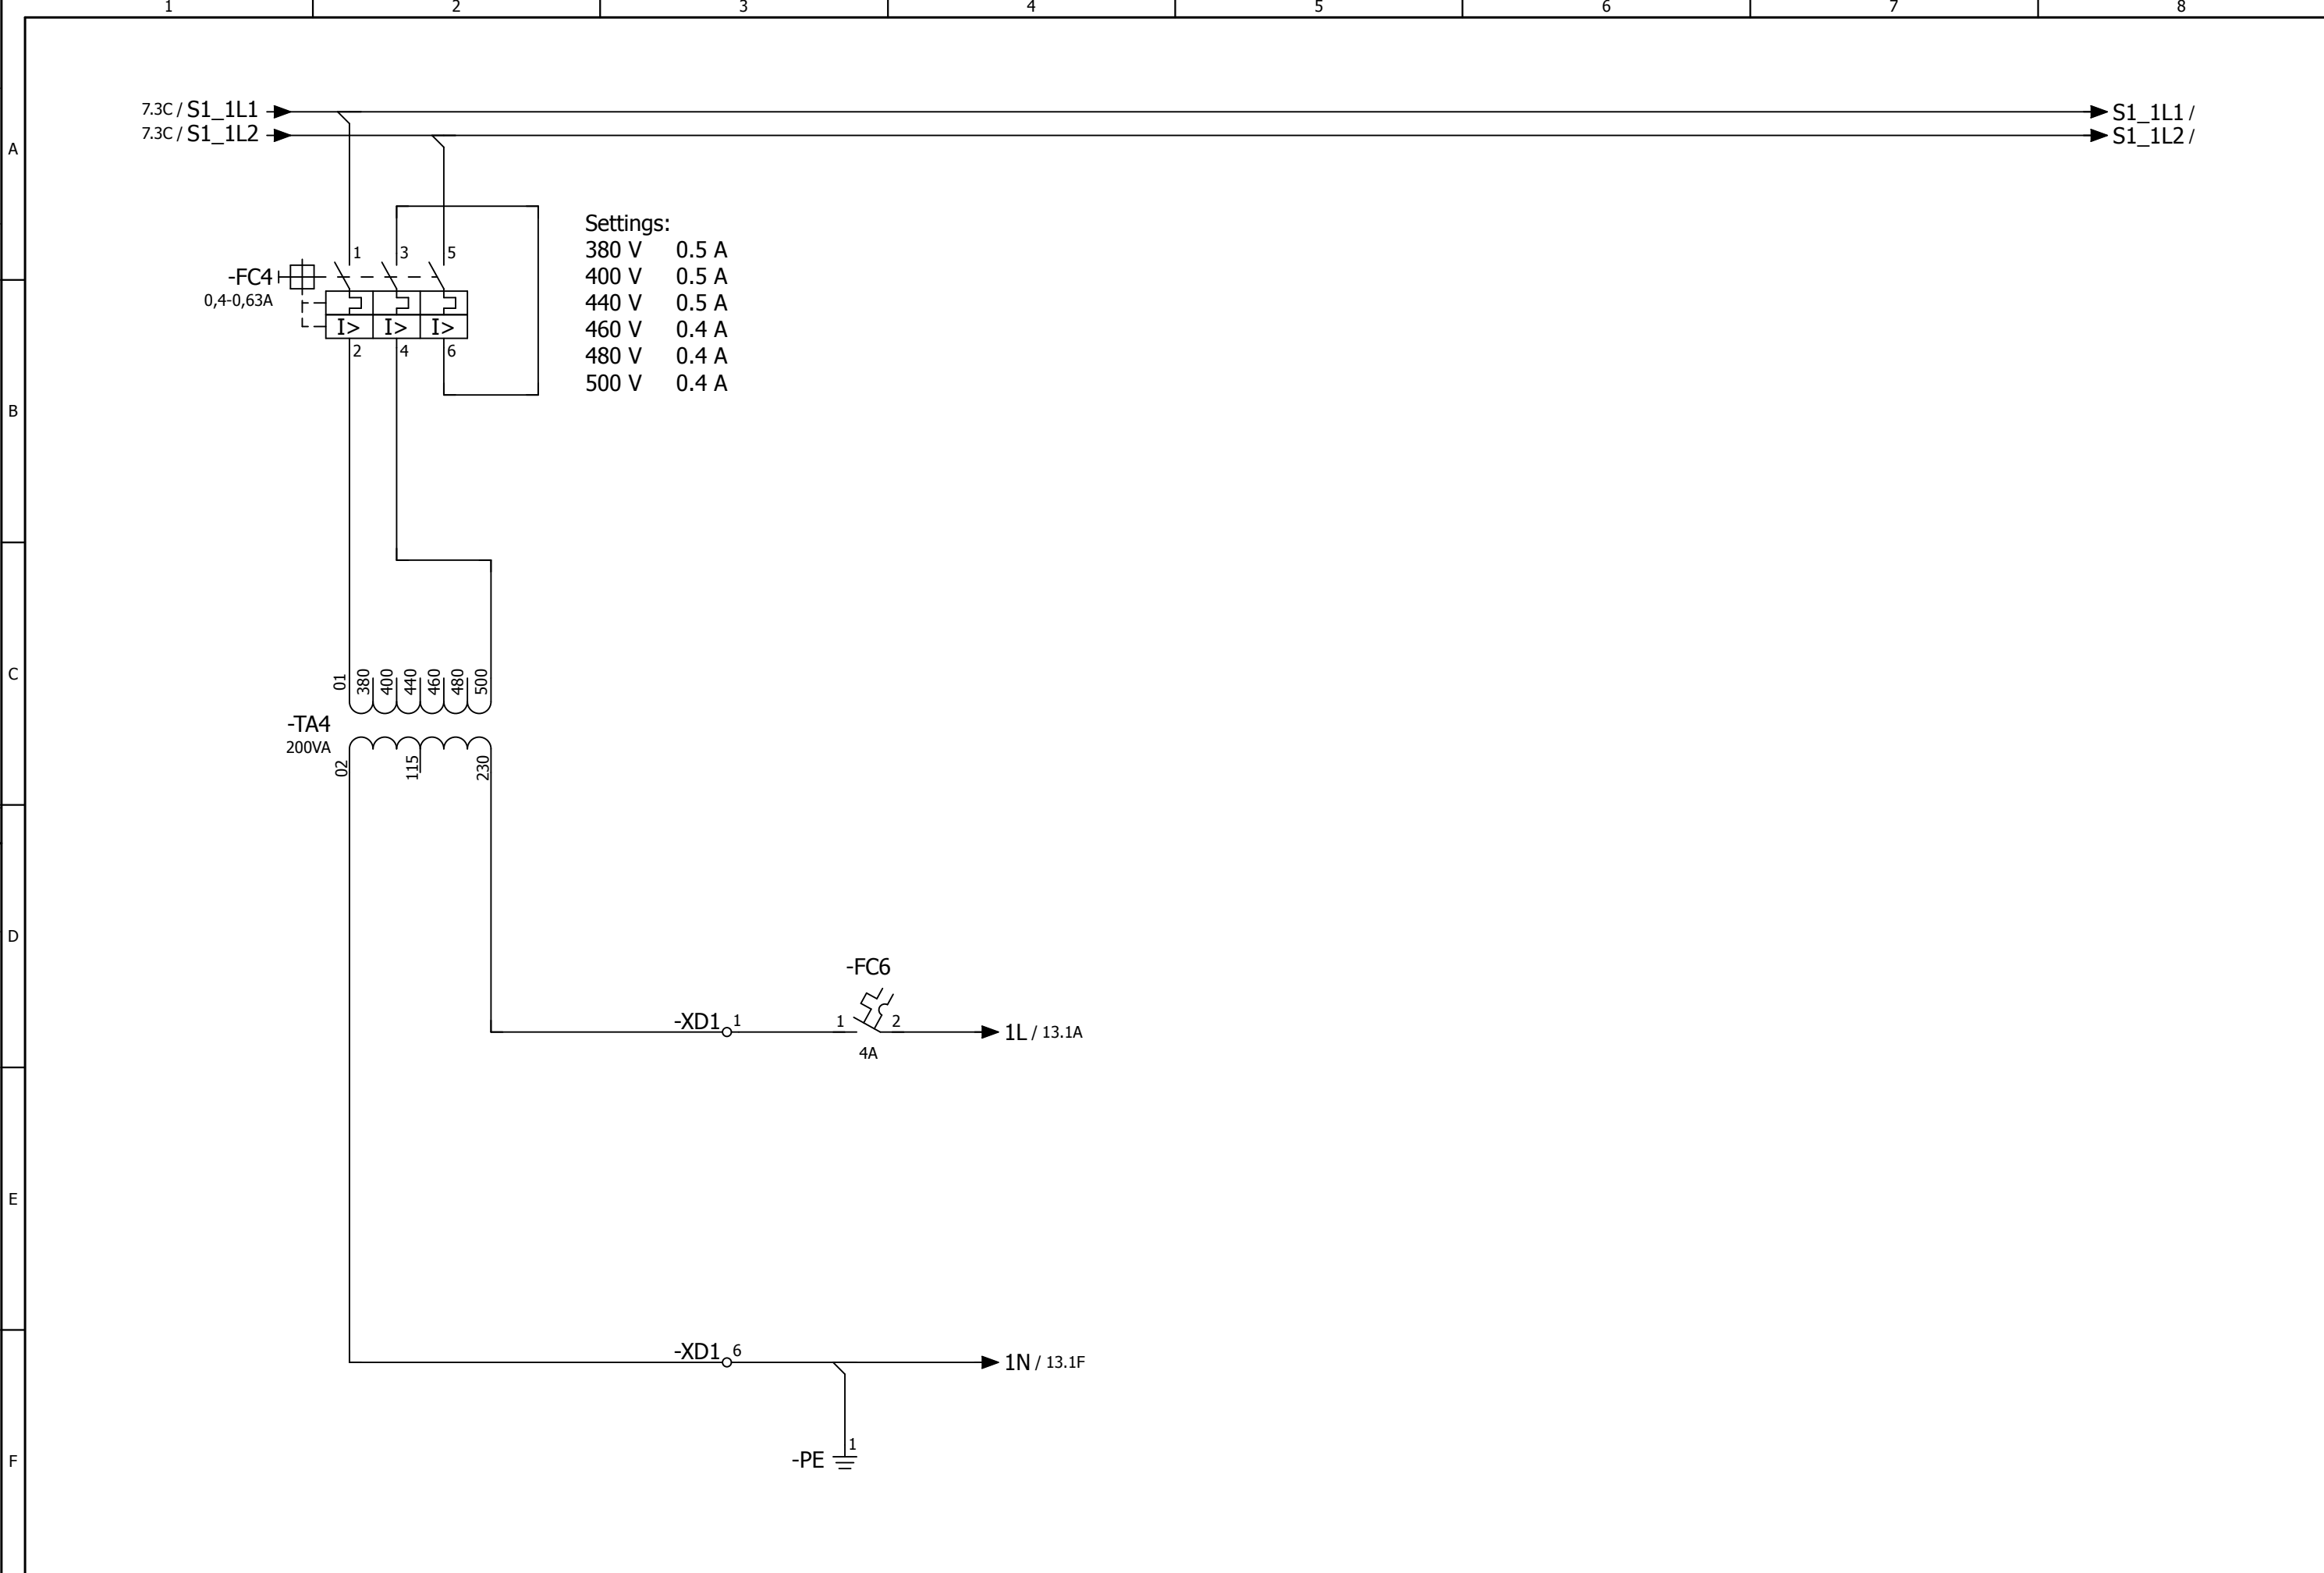 1 2 3 4 5 6 7 8
7.3C / S1_1L1 S1_1L1 /
7.3C / S1_1L2 S1_1L2 /
A
Settings:
380 V 0.5 A
400 V 0.5 A
440 V 0.5 A
460 V 0.4 A
480 V 0.4 A
500 V 0.4 A
1 3 5
-FC4
0,4-0,63A
I> I> I>
2 4 6
B
C
01 380 400 440 460 480 500
-TA4
200VA
02 115 230
D
-FC6
-XD1 1 1 2 1L / 13.1A
4A
E
-XD1 6 1N / 13.1F
1
-PE
F